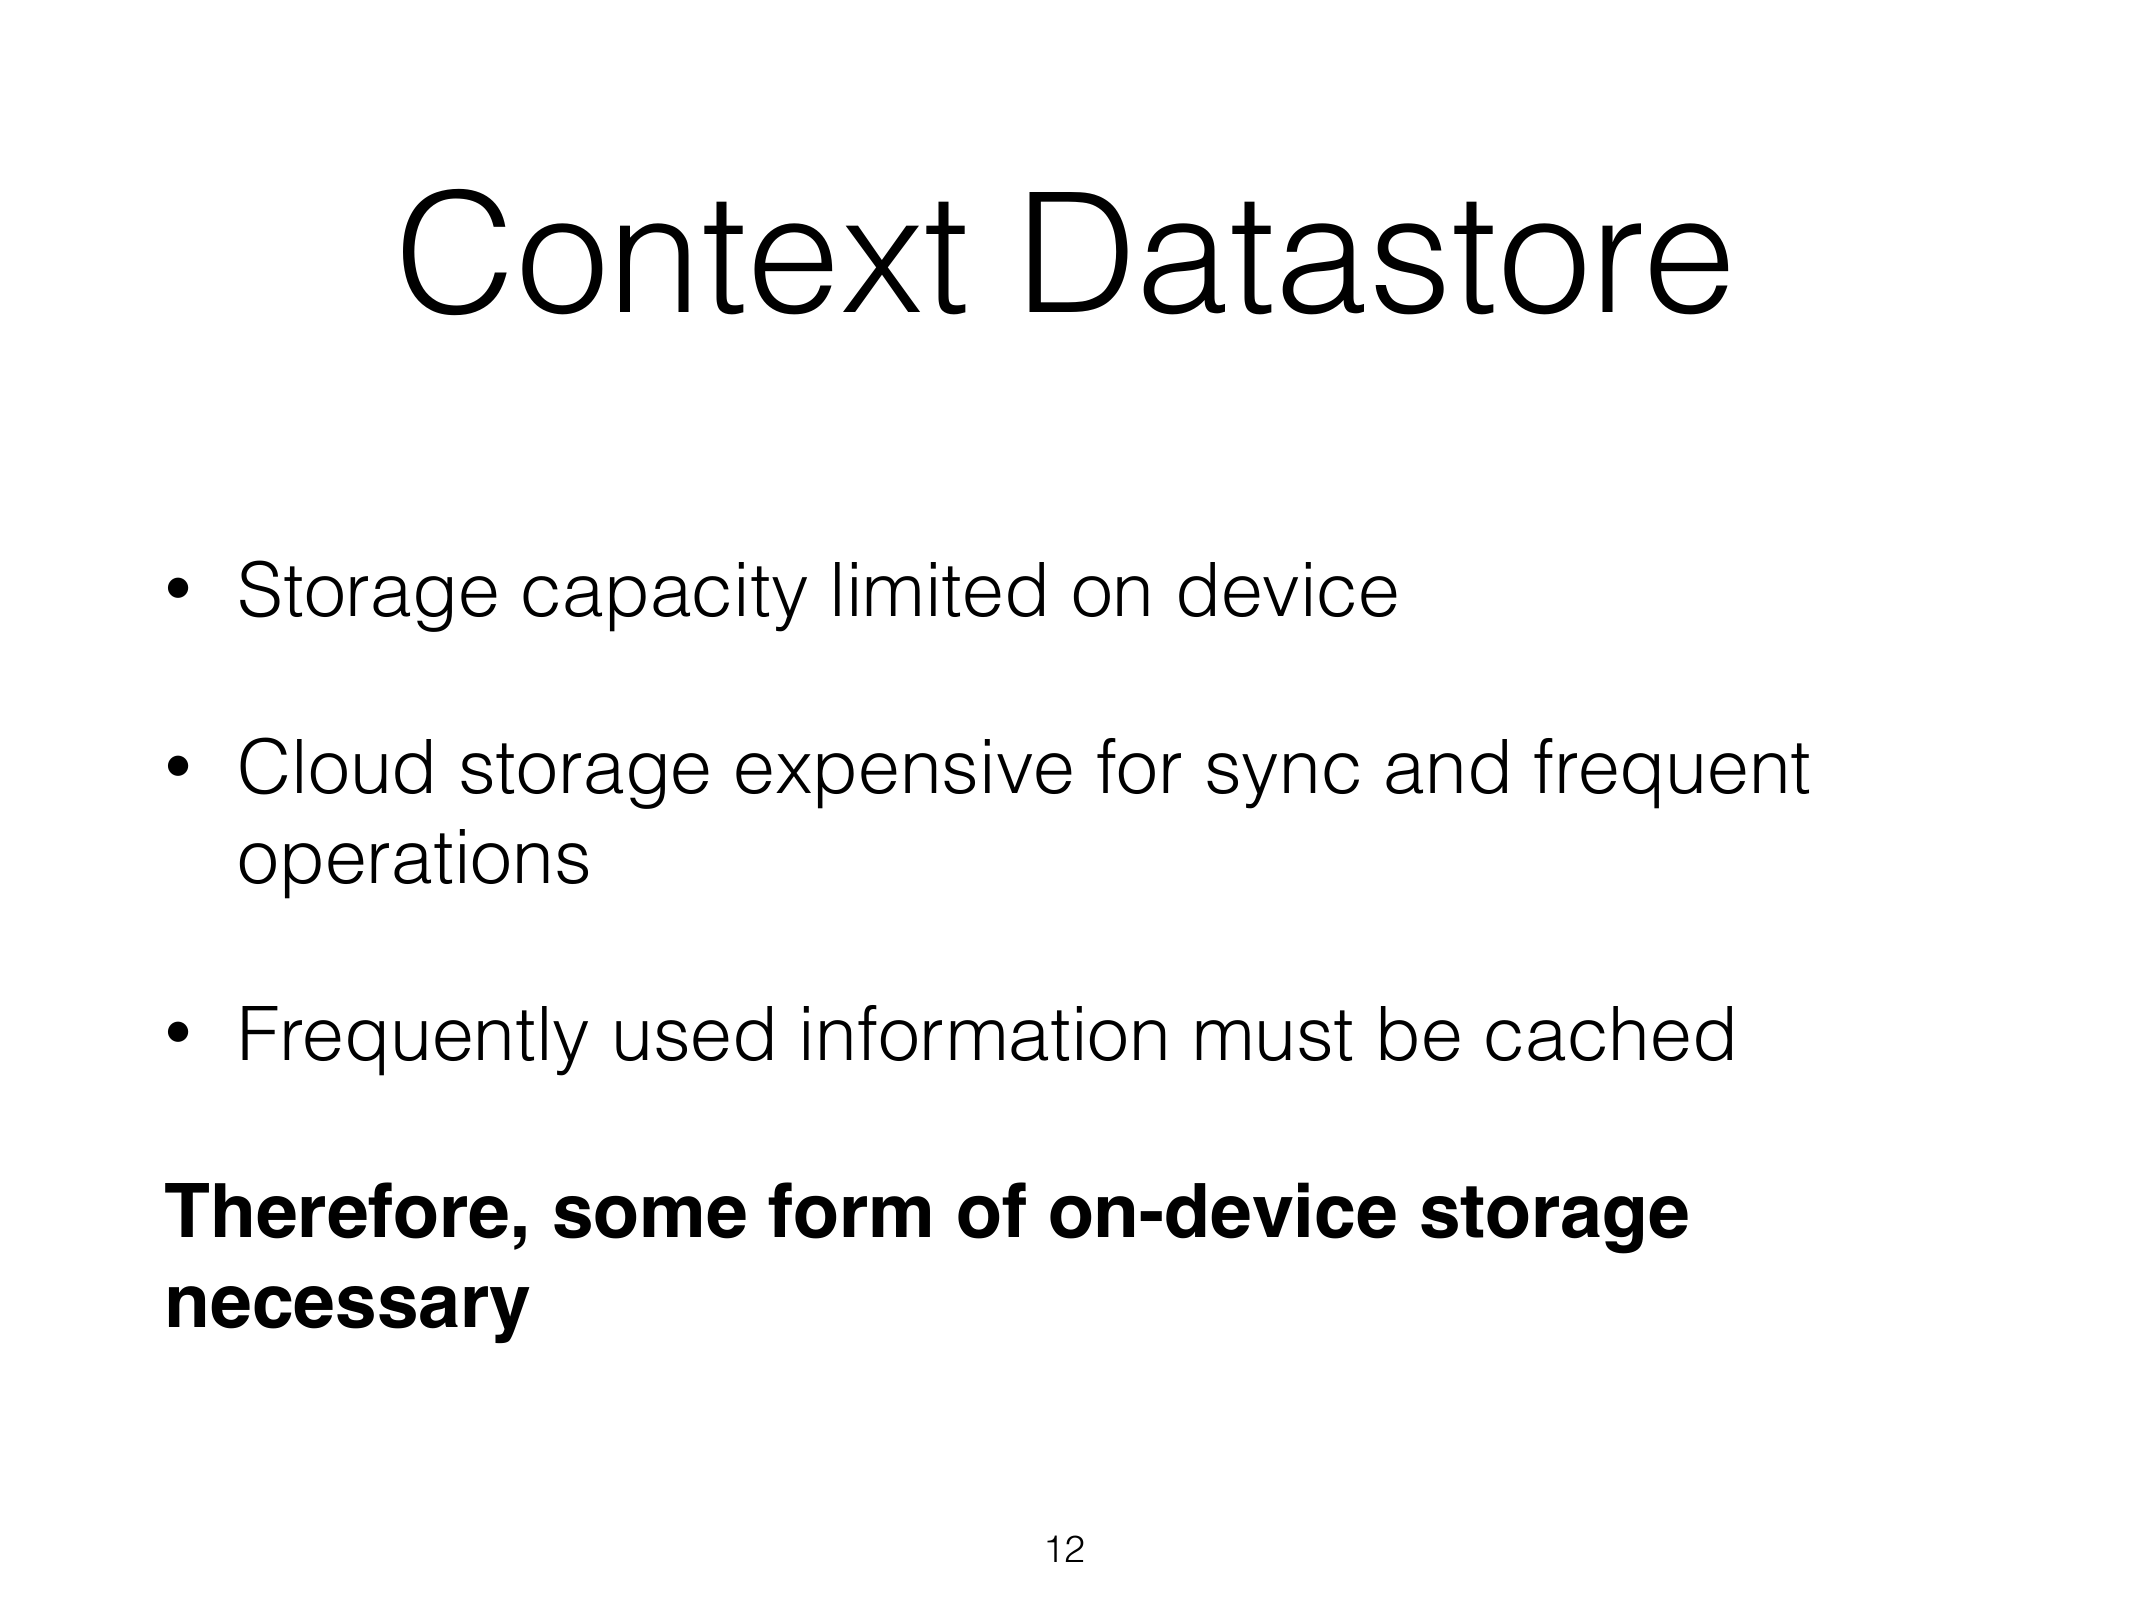 Context Datastore
• Storage capacity limited on device
• Cloud storage expensive for sync and frequent
operations
• Frequently used information must be cached
Therefore, some form of on-device storage
necessary
12